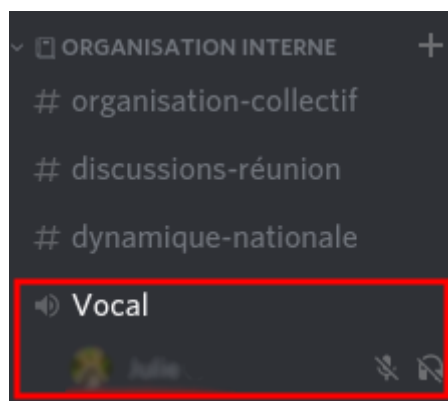 ORGANISATION INTERNE
# organisation-collectif
# discussions-réunion
# dynamique-nationale
Vocal